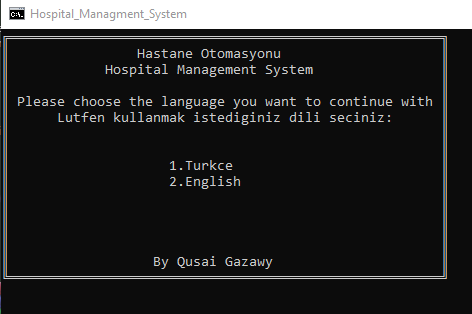 Hospital_Managment_System
Hastane Otomasyonu
Hospital Management System
Please choose the language you want to continue with
Lutfen kullanmak istediginiz dili seciniz:
1.Turkce
2.English
By Qusai Gazawy